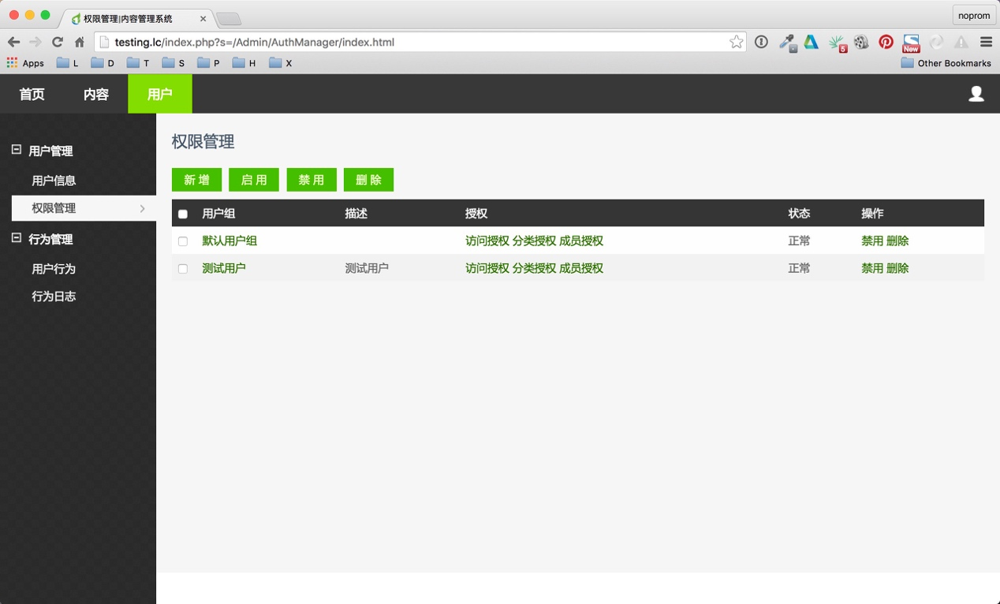 权限管理|内容管理系统
noprom
testing.lc/index.php?s=/Admin/AuthManager/index.html
5
New
Apps L D T S P H X Other Bookmarks
首页 内容 用户
用户管理
用户信息
权限管理
行为管理
用户行为
行为日志
权限管理
新 增 启 用 禁 用 删 除
用户组 描述 授权 状态 操作
默认用户组 访问授权 分类授权 成员授权 正常 禁用 删除
测试用户 测试用户 访问授权 分类授权 成员授权 正常 禁用 删除